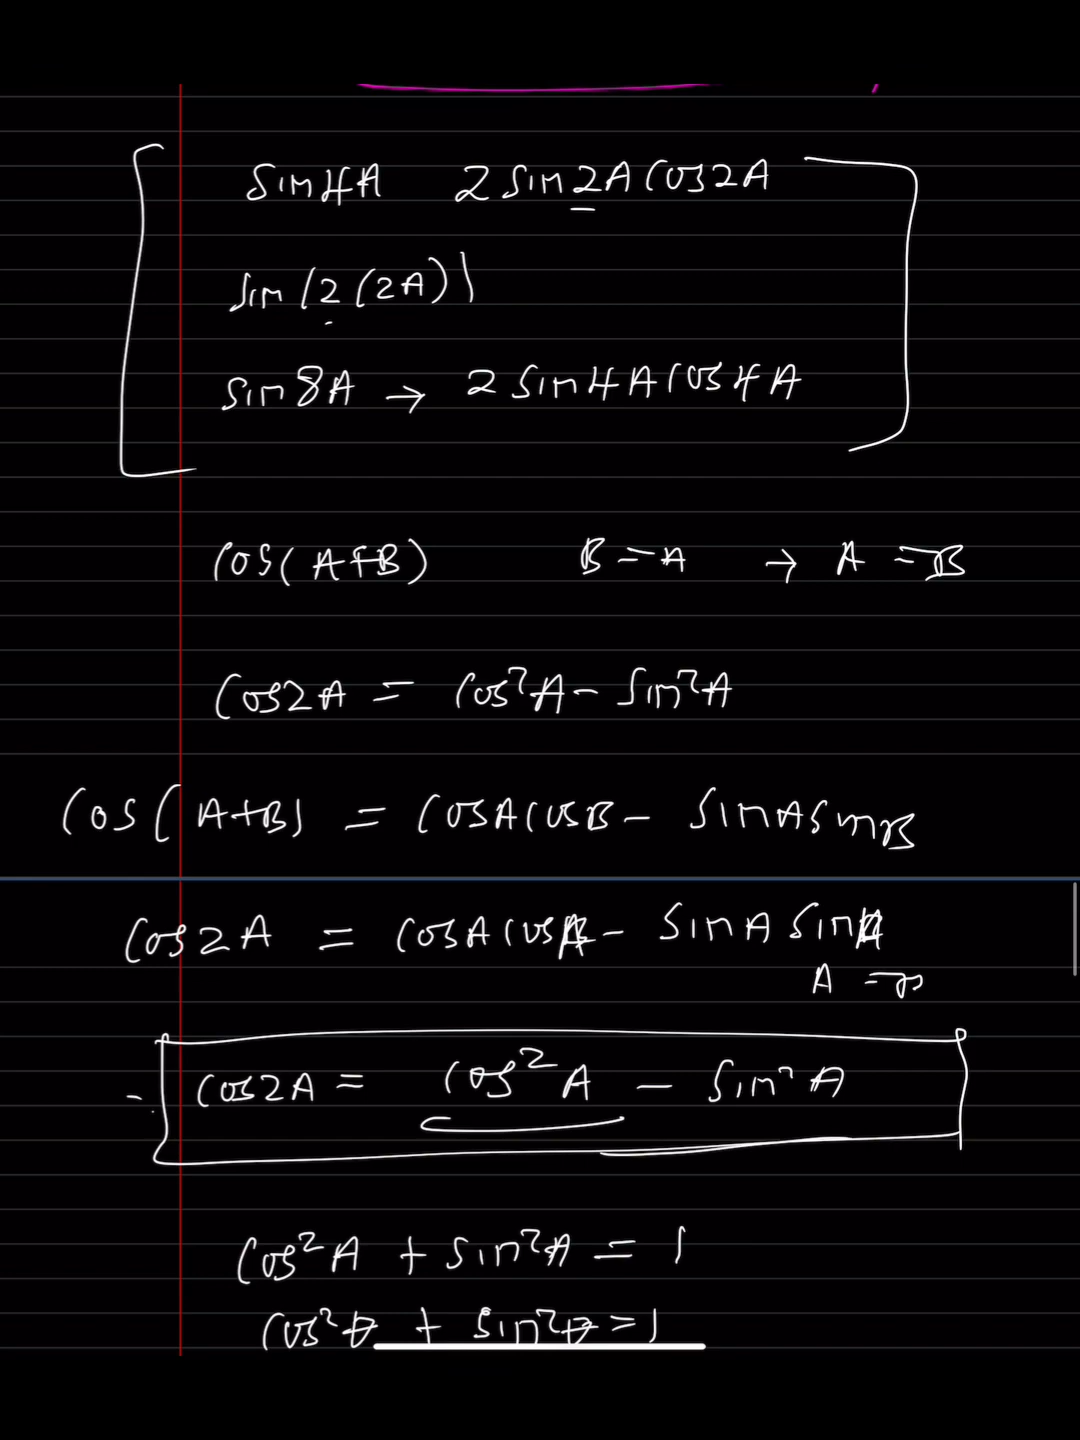 sin4A 2sin2Acos2A
sin(2(2A))
sin8A → 2sin4Acos4A
cos(A+B) B=A → A=B
cos2A = cos²A - sin²A
cos(A+B) = cosAcosB - sinAsinB
cos2A = cosAcosA - sinAsinA
A =
cos2A = cos²A - sin²A
cos²A + sin²A = 1
cos²θ + sin²θ = 1